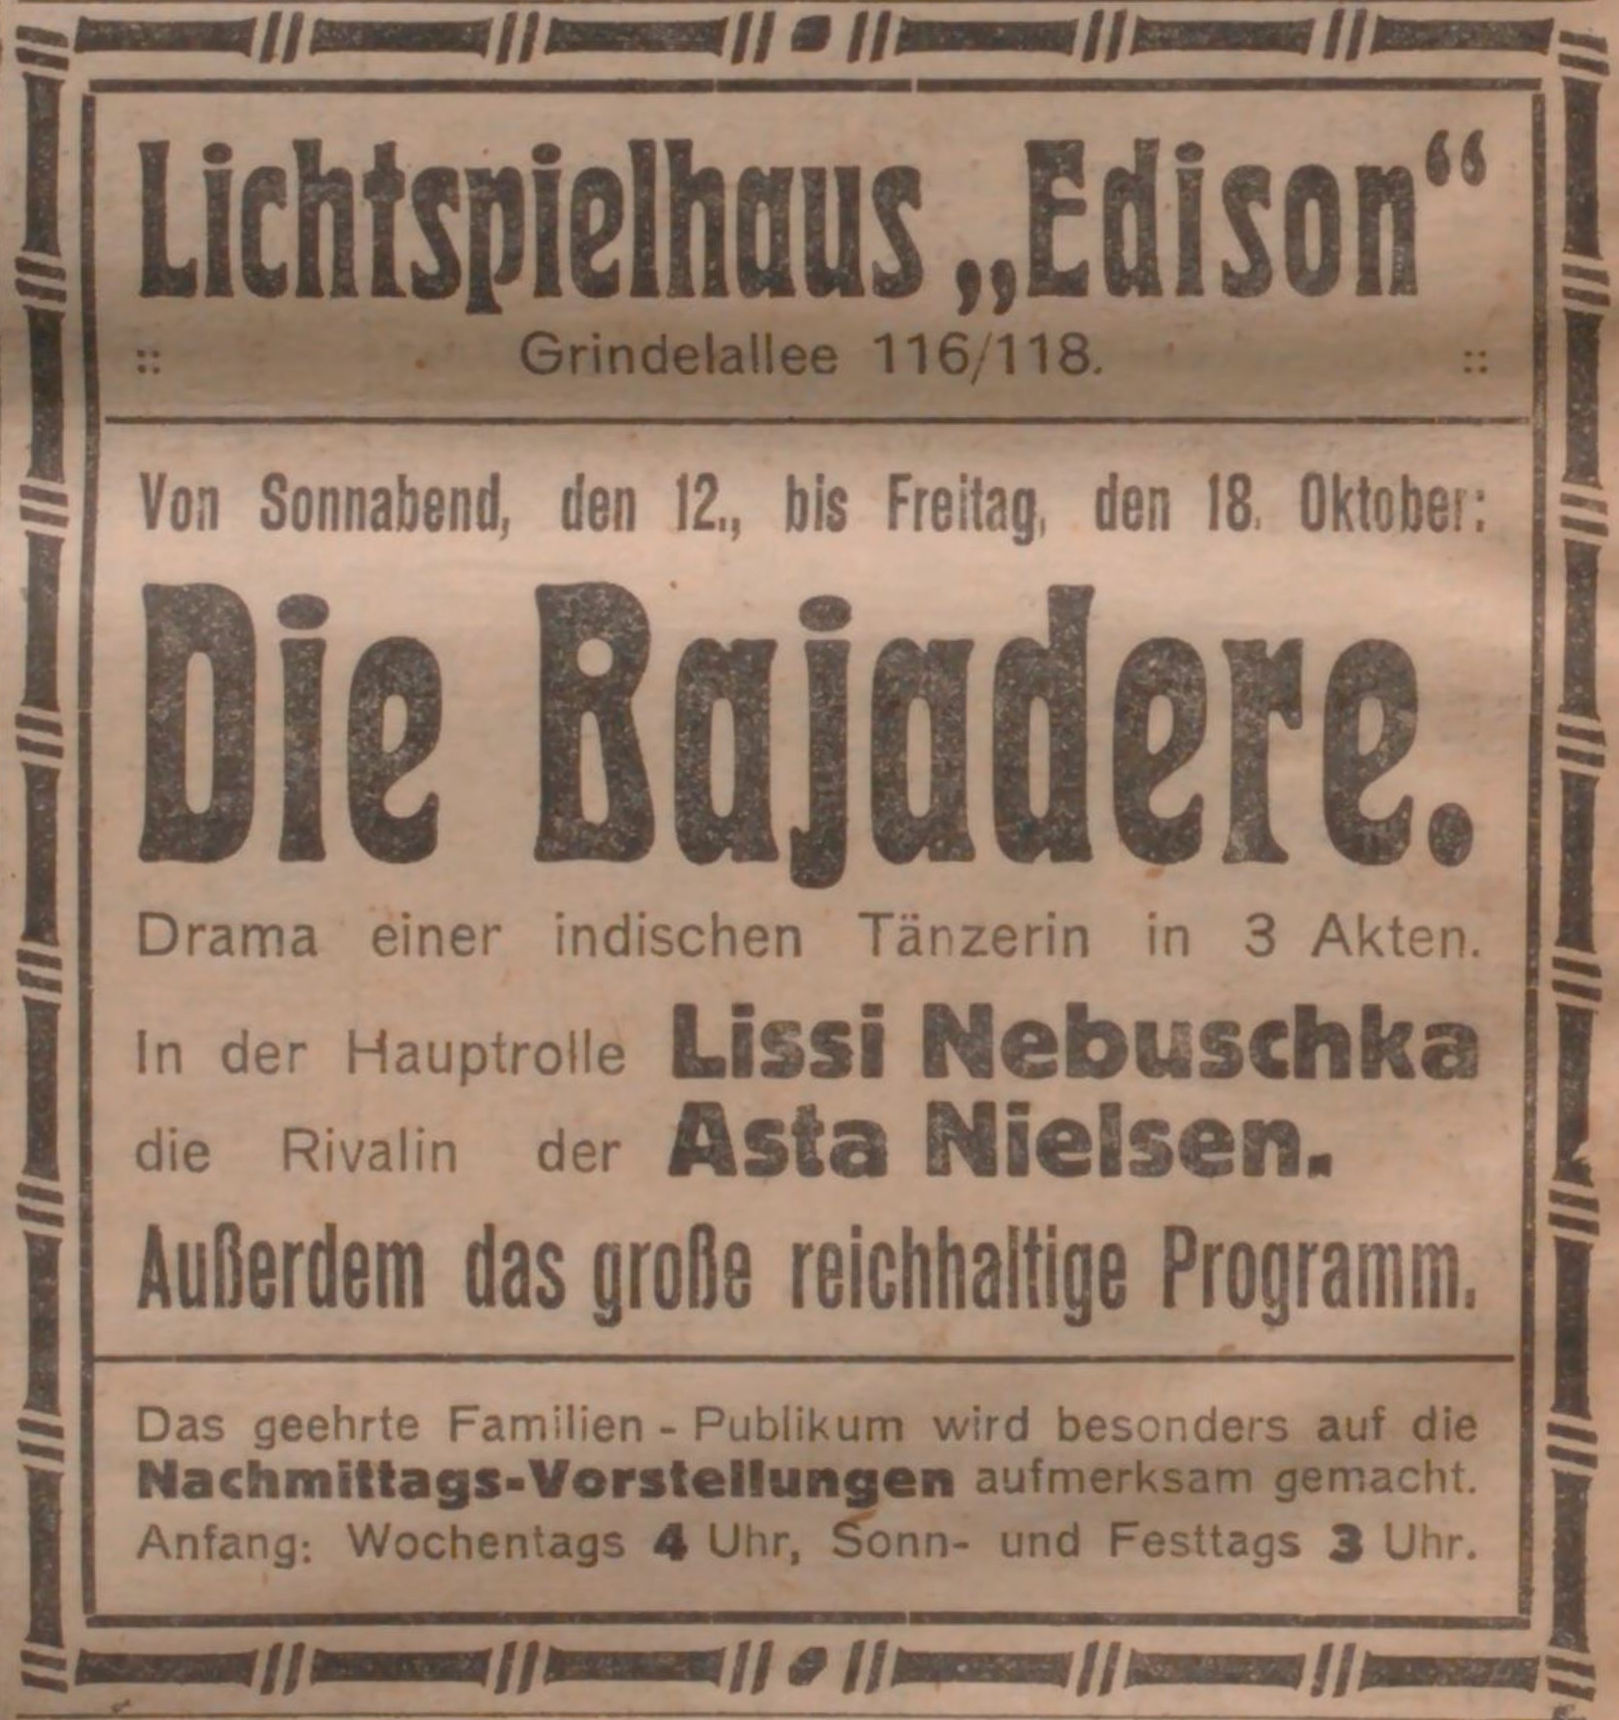 Lichtspielhaus „Edison“
:: Grindelallee 116/118. ::
Von Sonnabend, den 12., bis Freitag, den 18. Oktober:
Die Bajadere.
Drama einer indischen Tänzerin in 3 Akten.
In der Hauptrolle Lissi Nebuschka
die Rivalin der Asta Nielsen.
Außerdem das große reichhaltige Programm.
Das geehrte Familien-Publikum wird besonders auf die
Nachmittags-Vorstellungen aufmerksam gemacht.
Anfang: Wochentags 4 Uhr, Sonn- und Festtags 3 Uhr.